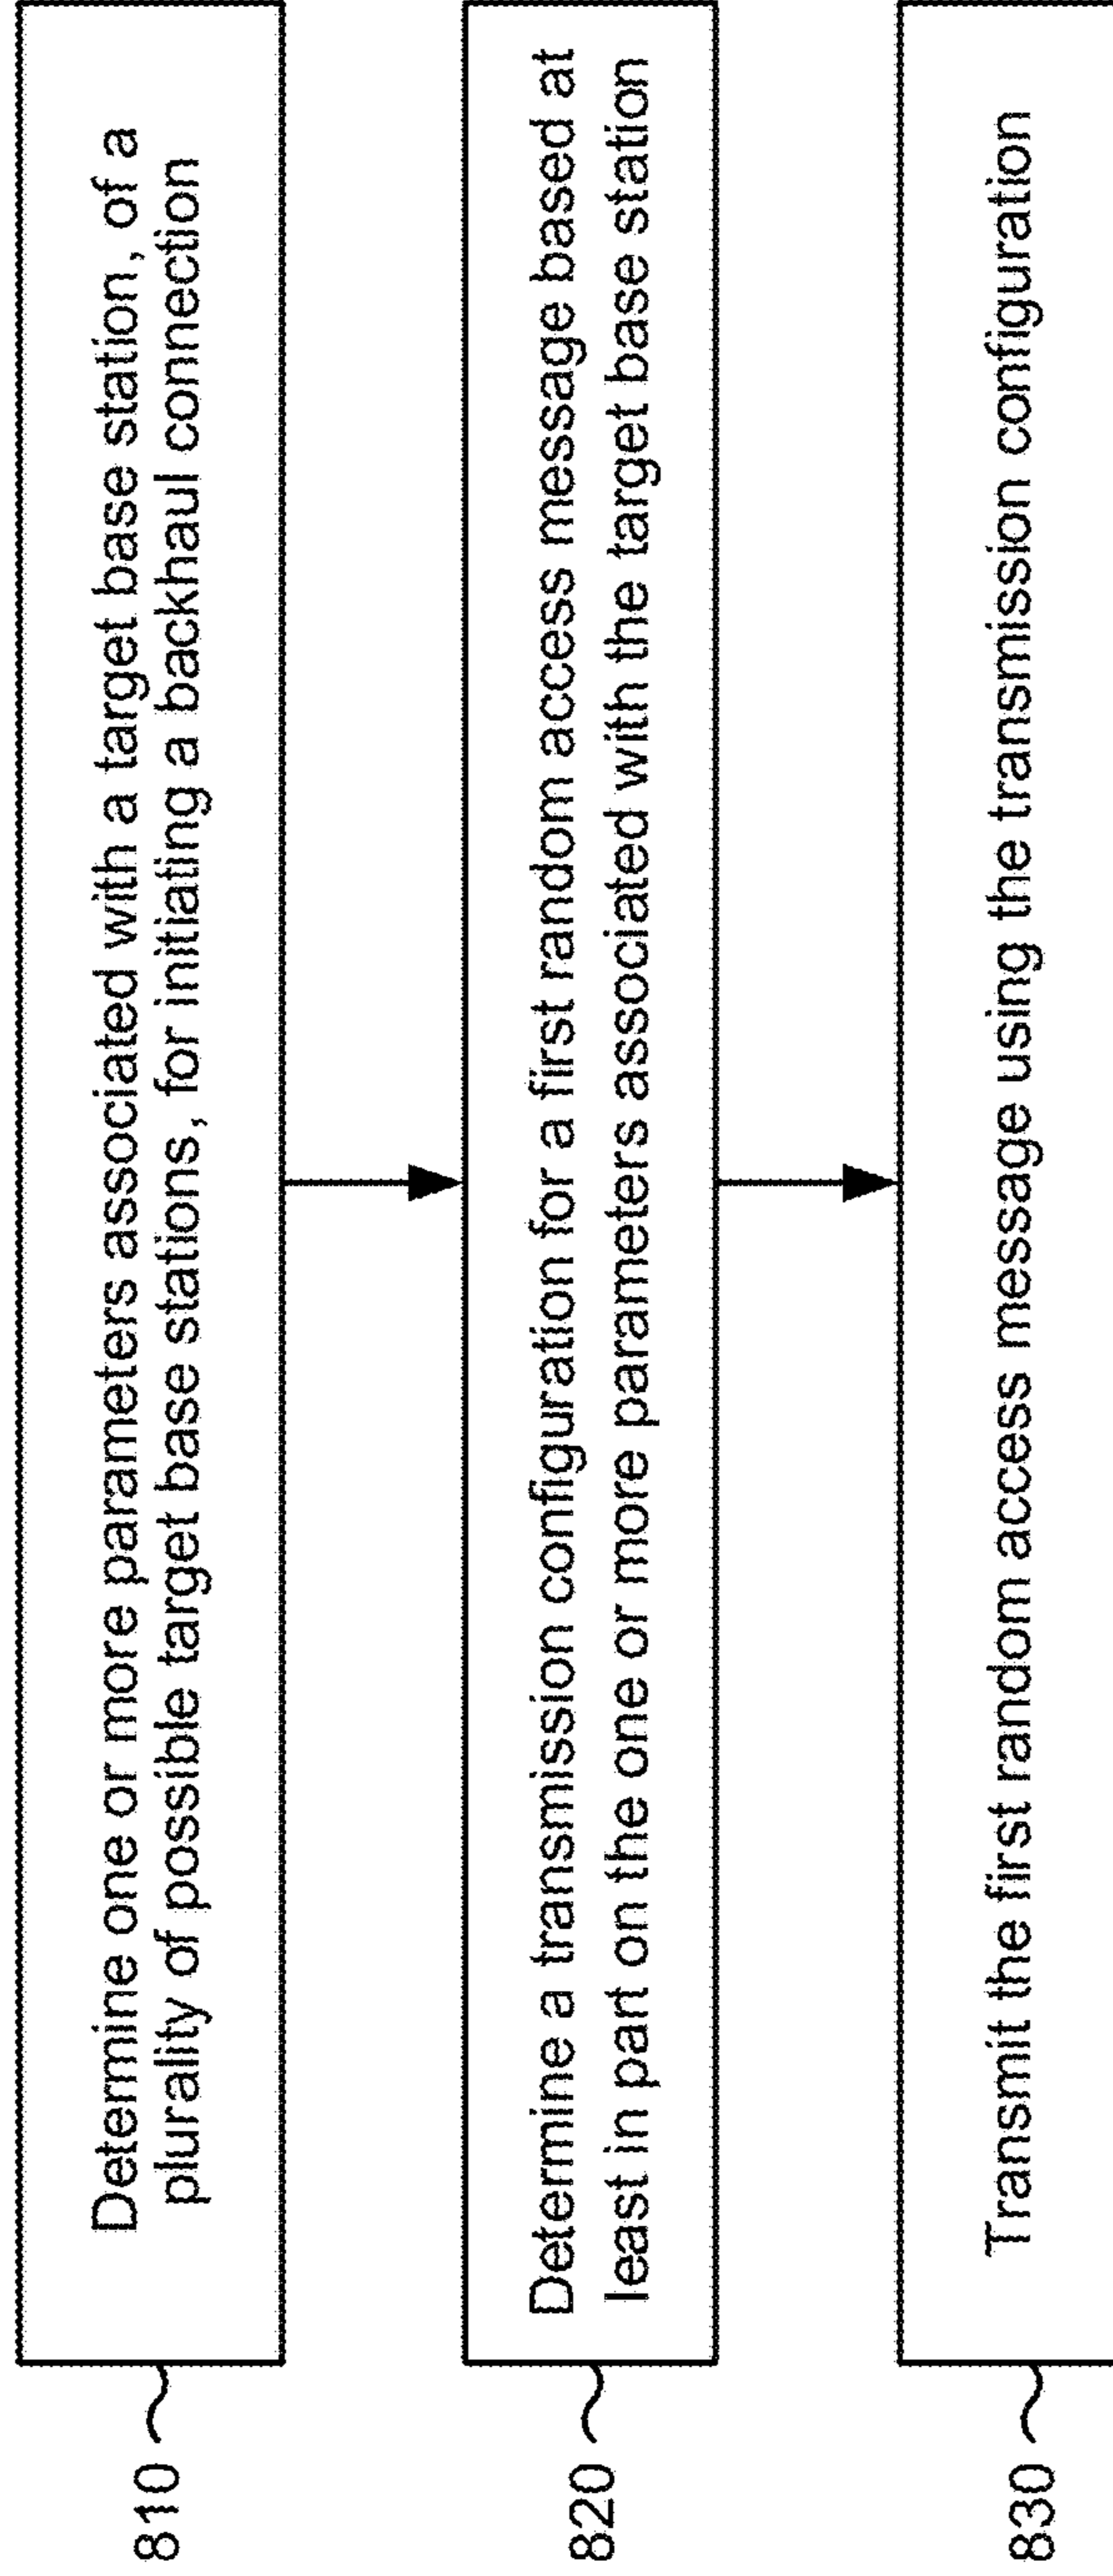 810
Determine one or more parameters associated with a target base station, of a
plurality of possible target base stations, for initiating a backhaul connection
820
Determine a transmission configuration for a first random access message based at
least in part on the one or more parameters associated with the target base station
830
Transmit the first random access message using the transmission configuration